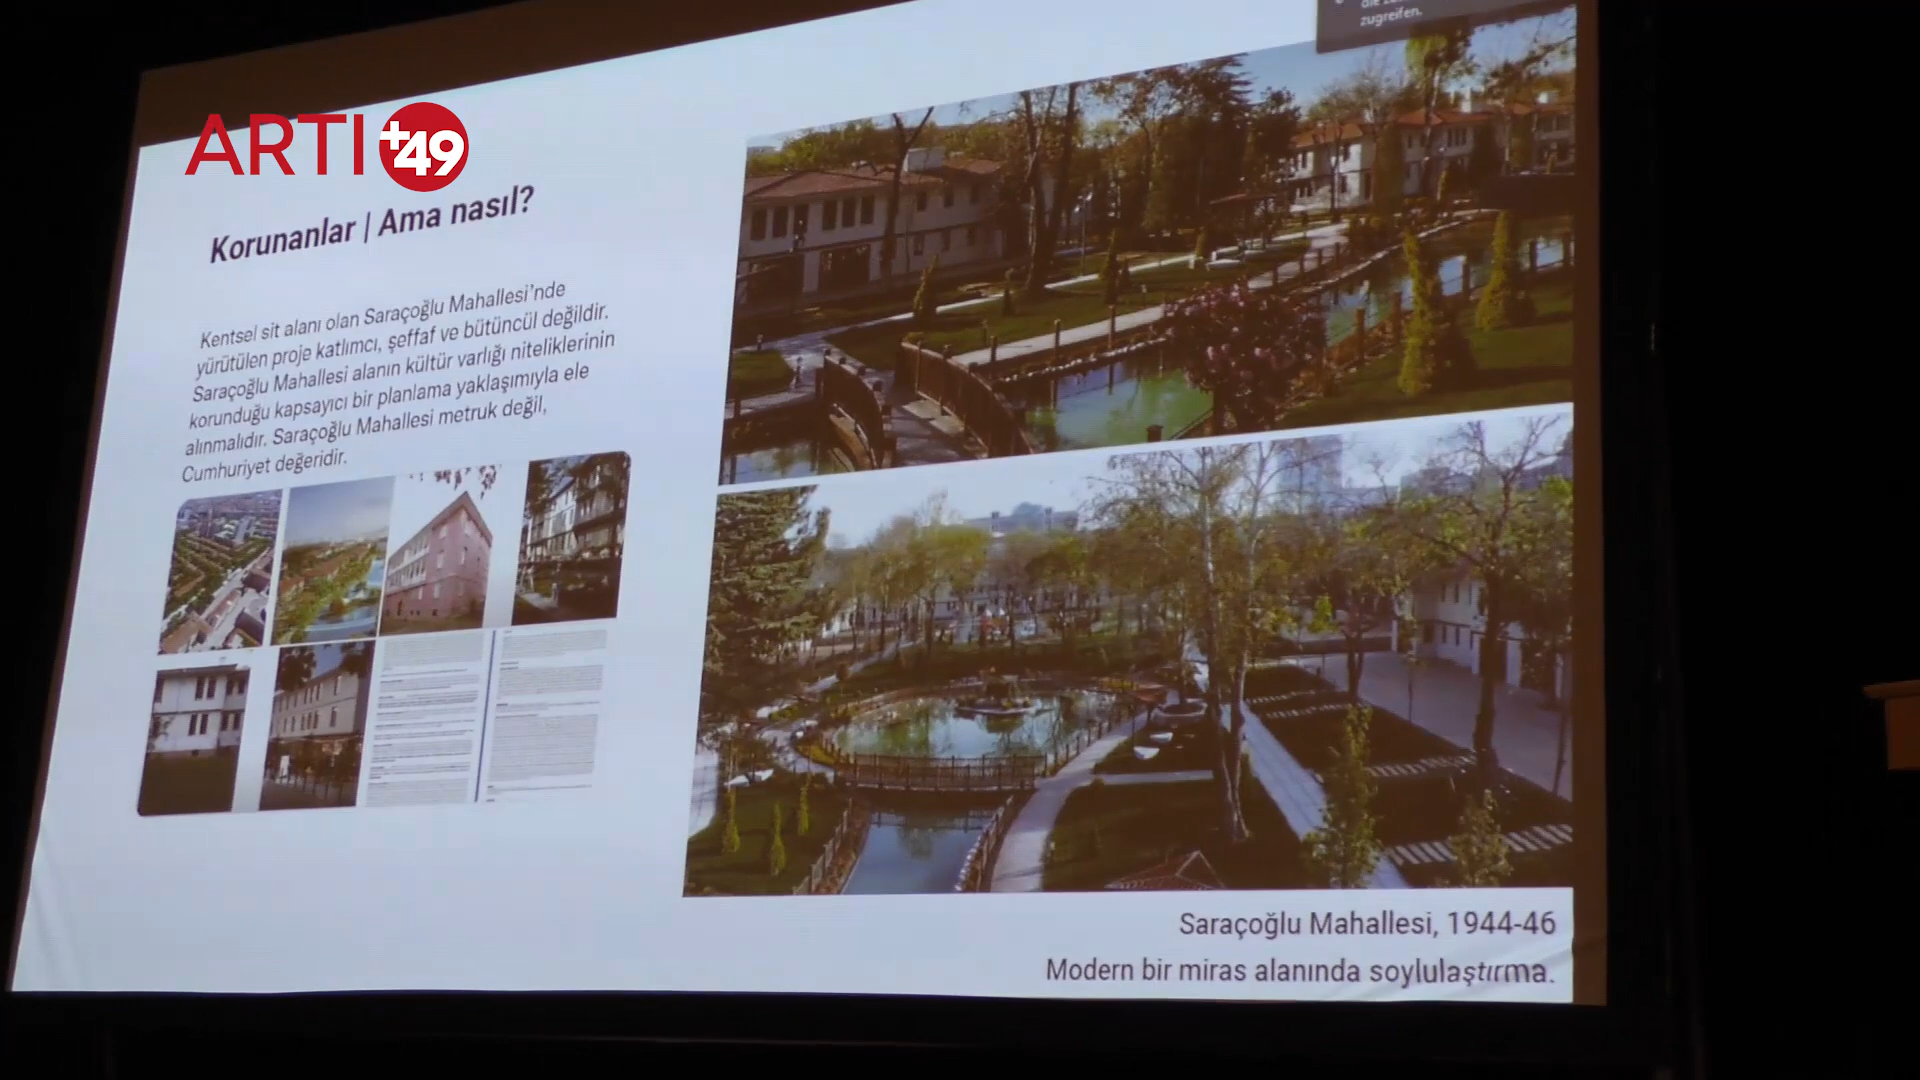 zugreifen.
ARTI +49
Korunanlar | Ama nasıl?
Kentsel sit alanı olan Saraçoğlu Mahallesi'nde
yürütülen proje katlımcı, şeffaf ve bütüncül değildir.
Saraçoğlu Mahallesi alanın kültür varlığı niteliklerinin
korunduğu kapsayıcı bir planlama yaklaşımıyla ele
alınmalıdır. Saraçoğlu Mahallesi metruk değil,
Cumhuriyet değeridir.
Saraçoğlu Mahallesi, 1944-46
Modern bir miras alanında soylulaştırma.